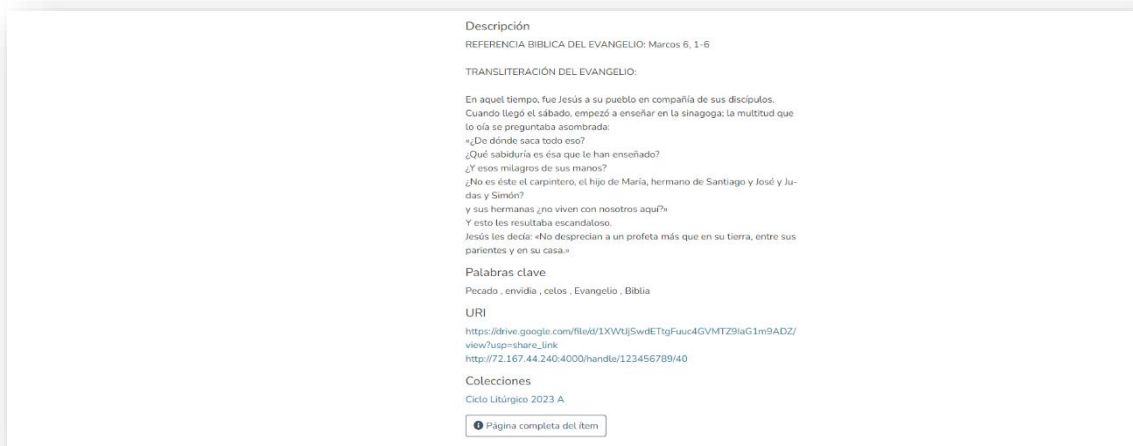 Descripción
REFERENCIA BIBLICA DEL EVANGELIO: Marcos 6, 1-6
TRANSLITERACIÓN DEL EVANGELIO:
En aquel tiempo, fue Jesús a su pueblo en compañía de sus discípulos.
Cuando llegó el sábado, empezó a enseñar en la sinagoga; la multitud que
lo oía se preguntaba asombrada:
«¿De dónde saca todo eso?
¿Qué sabiduría es ésa que le han enseñado?
¿Y esos milagros de sus manos?
¿No es éste el carpintero, el hijo de María, hermano de Santiago y José y Ju-
das y Simón?
y sus hermanas ¿no viven con nosotros aquí?»
Y esto les resultaba escandaloso.
Jesús les decía: «No desprecian a un profeta más que en su tierra, entre sus
parientes y en su casa.»
Palabras clave
Pecado , envidia , celos , Evangelio , Biblia
URI
https://drive.google.com/file/d/1XWtJjSwdETtgFuuc4GVMTZ9IaG1m9ADZ/
view?usp=share_link
http://72.167.44.240:4000/handle/123456789/40
Colecciones
Ciclo Litúrgico 2023 A
Página completa del ítem